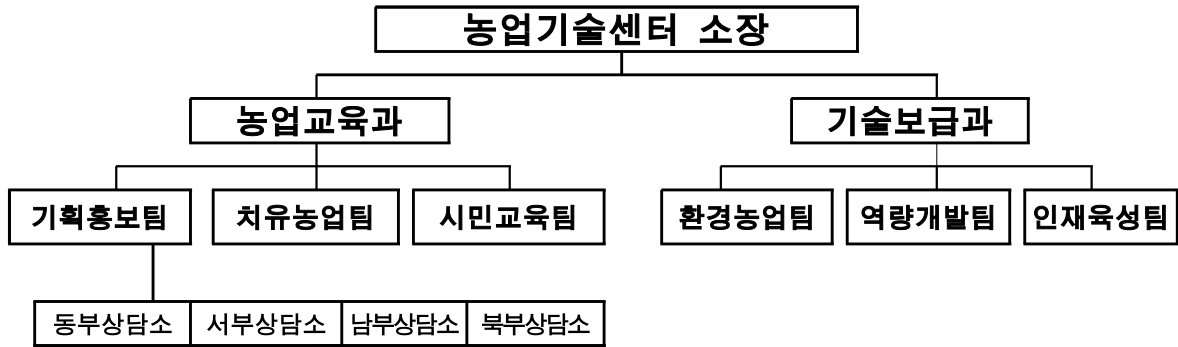 농업기술센터 소장
농업교육과 기술보급과
기획홍보팀 치유농업팀 시민교육팀 환경농업팀 역량개발팀 인재육성팀
동부상담소 서부상담소 남부상담소 북부상담소